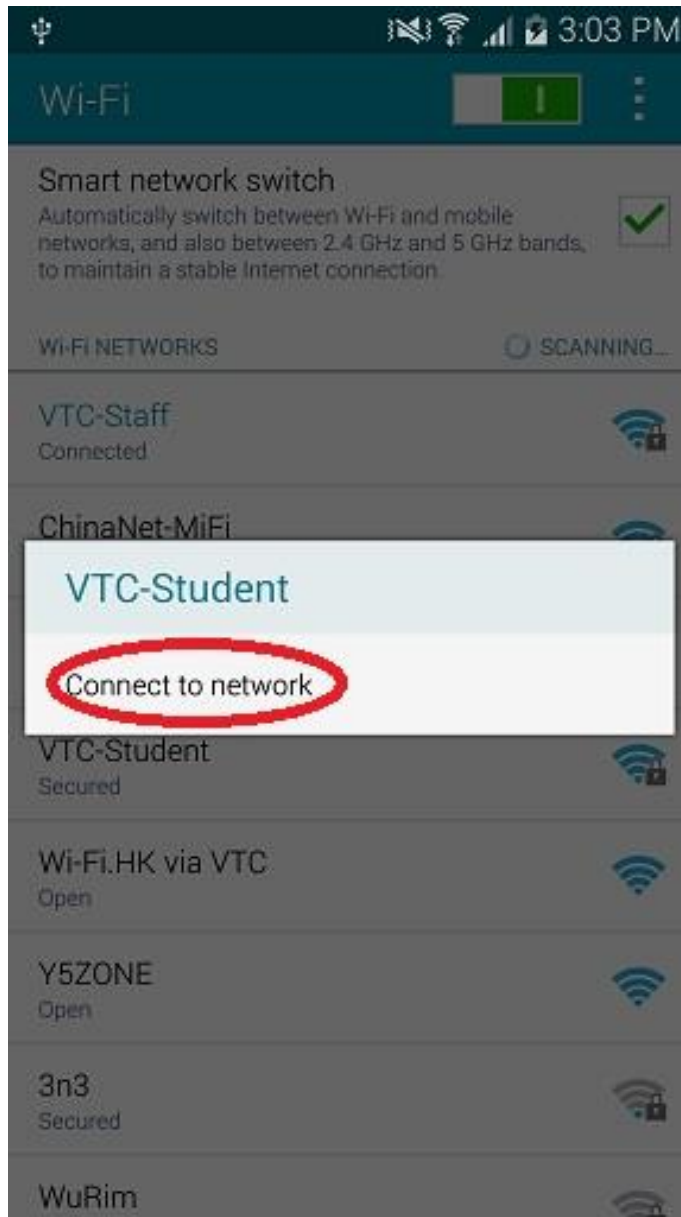 3:03 PM
Wi-Fi
Smart network switch
Automatically switch between Wi-Fi and mobile
networks, and also between 2.4 GHz and 5 GHz bands,
to maintain a stable Internet connection.
Wi-Fi NETWORKS
SCANNING...
VTC-Staff
Connected
ChinaNet-MiFi
VTC-Student
Connect to network
VTC-Student
Secured
Wi-Fi.HK via VTC
Open
Y5ZONE
Open
3n3
Secured
WuRim